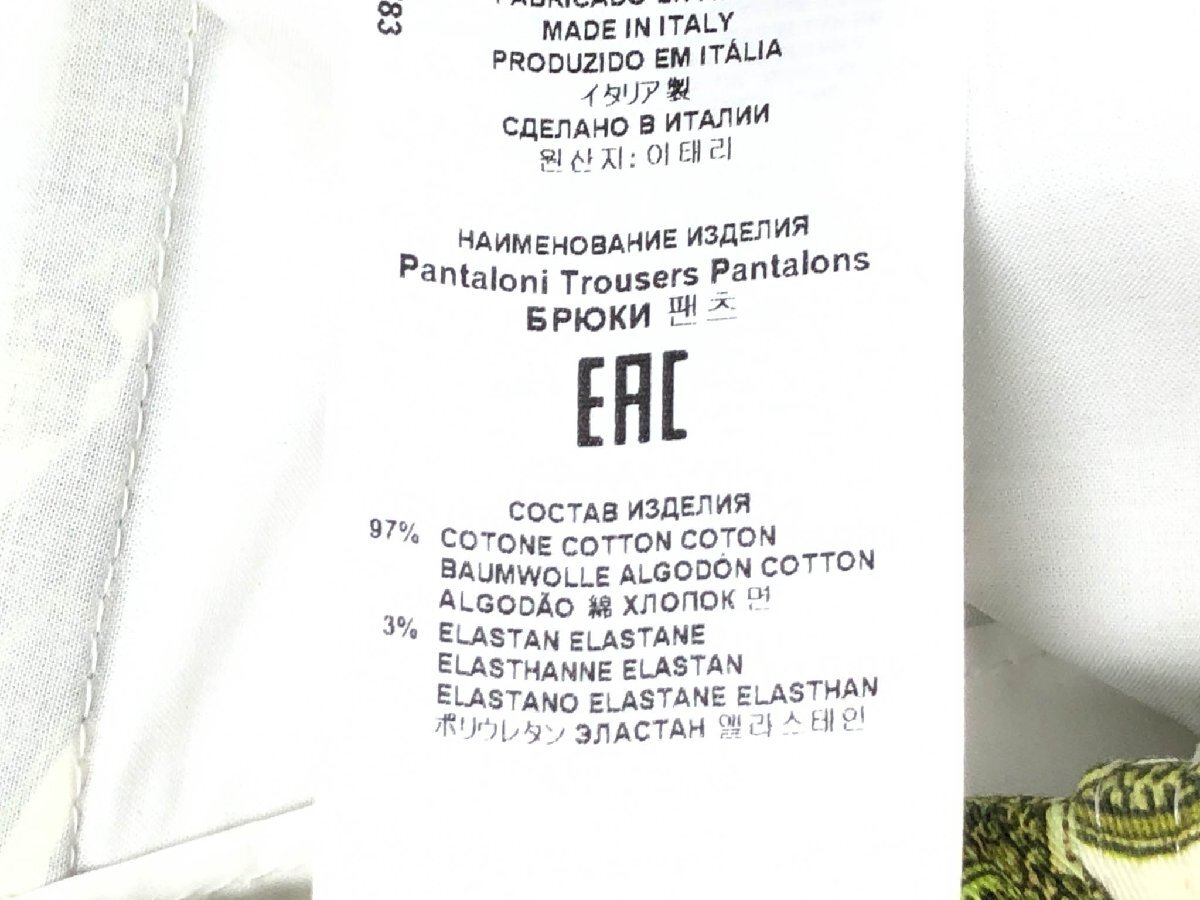 83
MADE IN ITALY
PRODUZIDO EM ITÁLIA
イタリア製
СДЕЛАНО В ИТАЛИИ
원산지: 이태리
НАИМЕНОВАНИЕ ИЗДЕЛИЯ
Pantaloni Trousers Pantalons
БРЮКИ 팬츠
EAC
СОСТАВ ИЗДЕЛИЯ
97% COTONE COTTON COTON
BAUMWOLLE ALGODÓN COTTON
ALGODÃO 綿 ХЛОПОК 면
3% ELASTAN ELASTANE
ELASTHANNE ELASTAN
ELASTANO ELASTANE ELASTHAN
ポリウレタン ЭЛАСТАН 엘라스테인